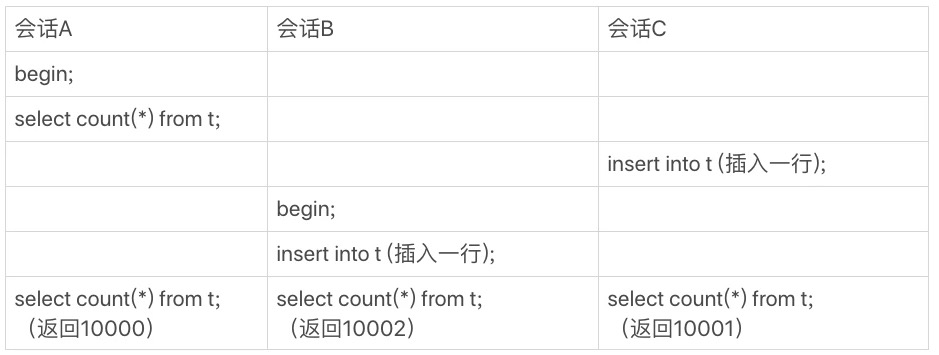 会话A
会话B
会话C
begin;
select count(*) from t;
insert into t (插入一行);
begin;
insert into t (插入一行);
select count(*) from t;
（返回10000）
select count(*) from t;
（返回10002）
select count(*) from t;
（返回10001）